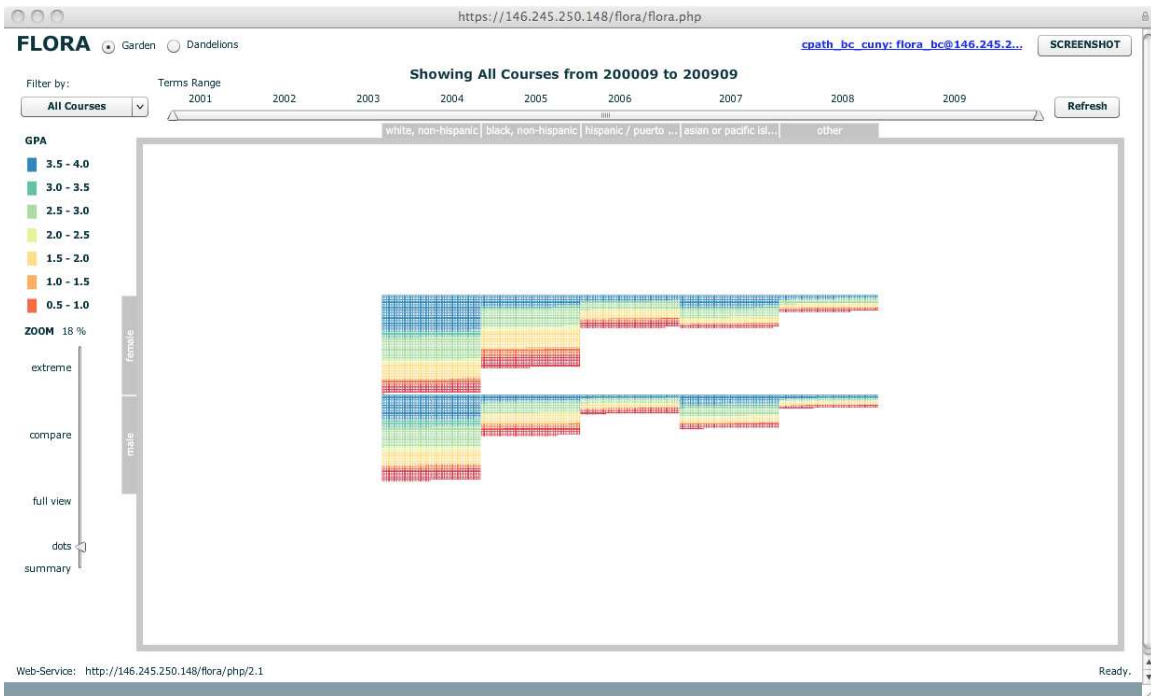 https://146.245.250.148/flora/flora.php
FLORA Garden Dandelions cpath_bc_cuny: flora_bc@146.245.2... SCREENSHOT
Showing All Courses from 200009 to 200909
Filter by: Terms Range
All Courses 2001 2002 2003 2004 2005 2006 2007 2008 2009 Refresh
white, non-hispanic black, non-hispanic hispanic / puerto ... asian or pacific isl... other
GPA
3.5 - 4.0
3.0 - 3.5
2.5 - 3.0
2.0 - 2.5
1.5 - 2.0
1.0 - 1.5
0.5 - 1.0
ZOOM 18 %
female
extreme
compare
male
full view
dots
summary
Web-Service: http://146.245.250.148/flora/php/2.1 Ready.